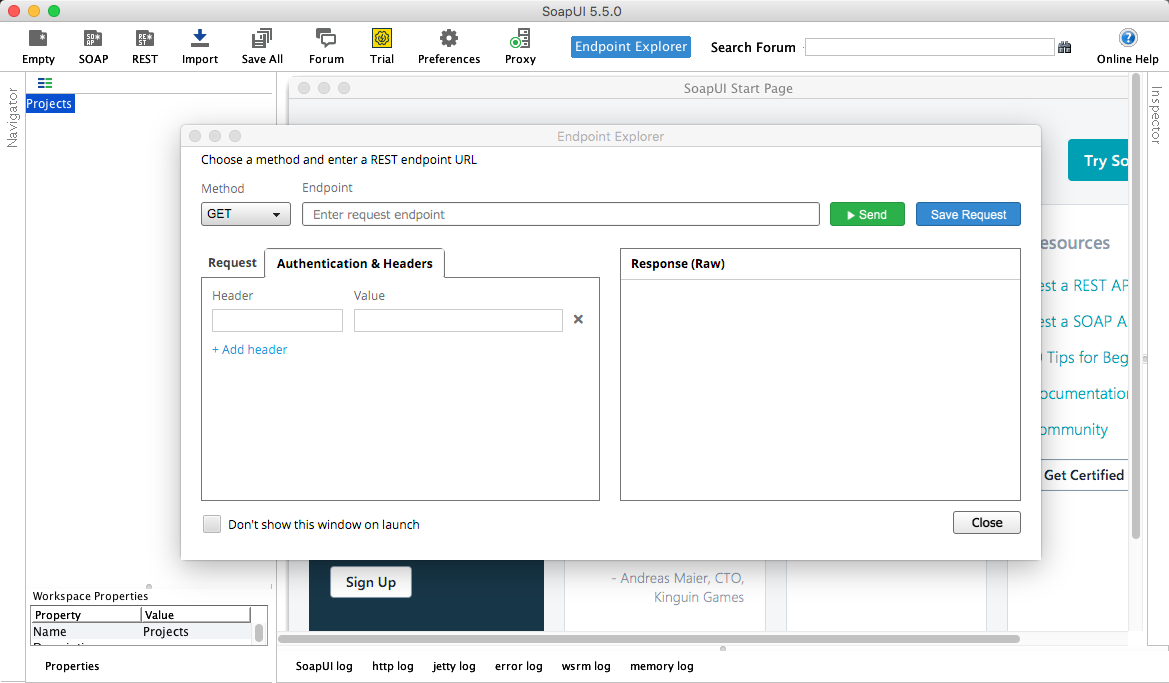 SoapUI 5.5.0
Empty SOAP REST Import Save All Forum Trial Preferences Proxy Endpoint Explorer Search Forum Online Help
Navigator
Projects
Inspector
SoapUI Start Page
Try So
Endpoint Explorer
Choose a method and enter a REST endpoint URL
Method Endpoint
GET Enter request endpoint Send Save Request
Request Authentication & Headers Response (Raw)
Header Value
+ Add header
Don't show this window on launch
Close
esources
est a REST AP
est a SOAP A
Tips for Beg
ocumentation
ommunity
Get Certified
Sign Up
- Andreas Maier, CTO,
Kinguin Games
Workspace Properties
Property Value
Name Projects
Properties
SoapUI log http log jetty log error log wsrm log memory log